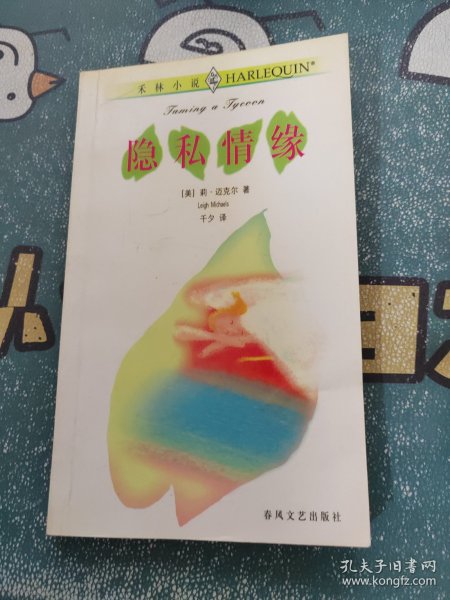 禾林小说 HARLEQUIN®
Taming a Tycoon
隐私情缘
[美] 莉·迈克尔 著
Leigh Michaels
千夕 译
春风文艺出版社
孔夫子旧书网
www.kongfz.com